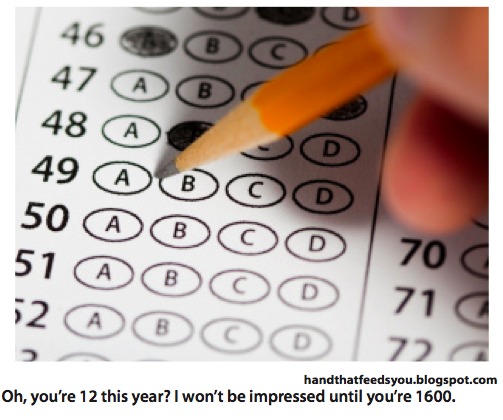 D
46 B C
47 A B
48 A D
49 A B C D
50 A B C D
70
51 A B C D
71
52 A B C D
72
handthatfeedsyou.blogspot.com
Oh, you're 12 this year? I won't be impressed until you're 1600.